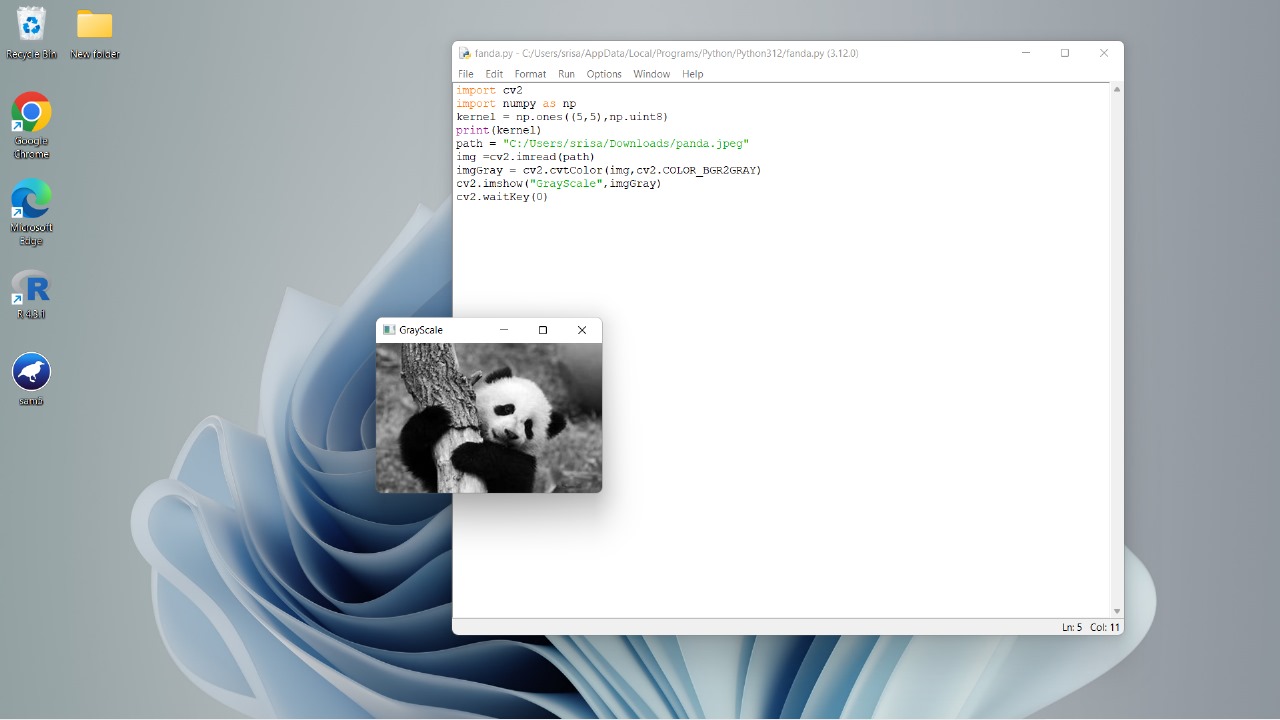 Recycle Bin
New folder
Google
Chrome
Microsoft
Edge
R 4.3.1
sam5
fanda.py - C:/Users/srisa/AppData/Local/Programs/Python/Python312/fanda.py (3.12.0)
File Edit Format Run Options Window Help
import cv2
import numpy as np
kernel = np.ones((5,5),np.uint8)
print(kernel)
path = "C:/Users/srisa/Downloads/panda.jpeg"
img =cv2.imread(path)
imgGray = cv2.cvtColor(img,cv2.COLOR_BGR2GRAY)
cv2.imshow("GrayScale",imgGray)
cv2.waitKey(0)
GrayScale
Ln: 5 Col: 11